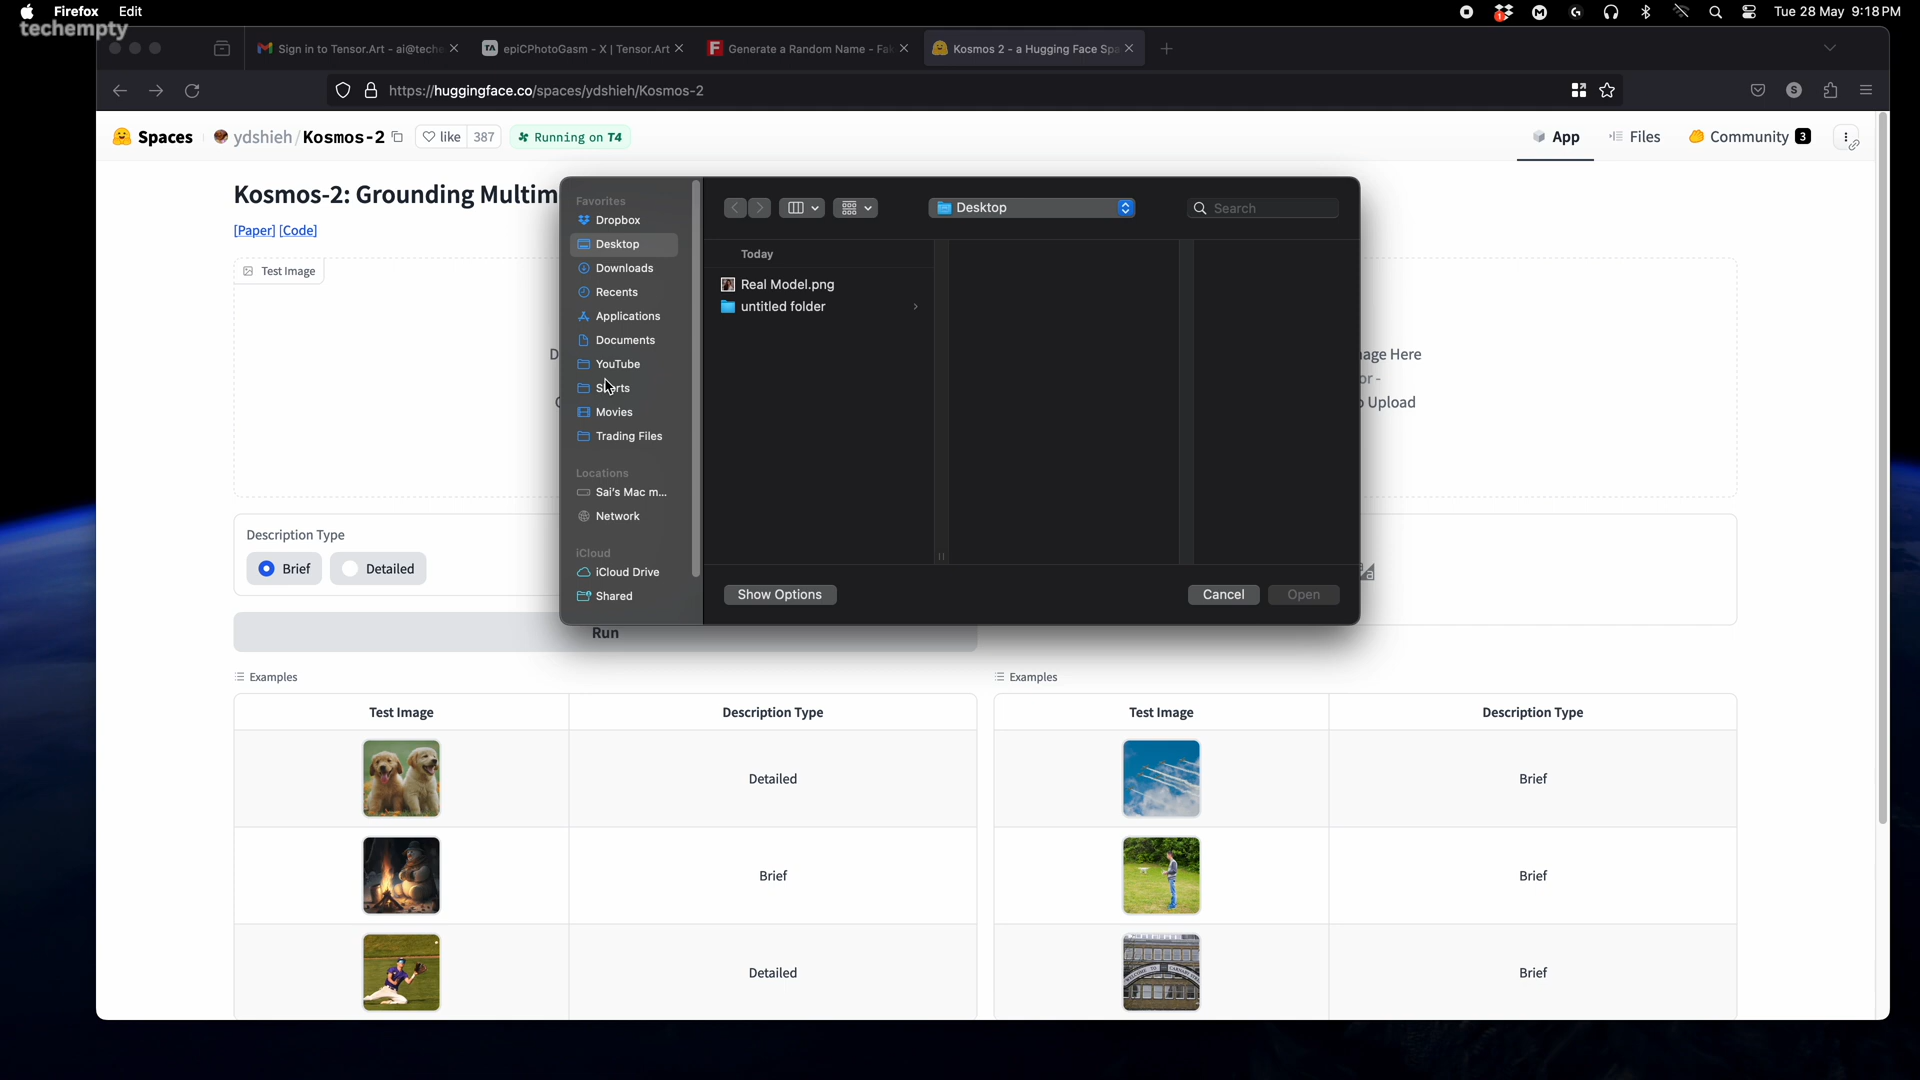 Firefox Edit
Tue 28 May 9:18 PM
techempty
Sign in to Tensor.Art - ai@teche
epiCPhotoGasm - X | Tensor.Art
Generate a Random Name - Fak
Kosmos 2 - a Hugging Face Spa
https://huggingface.co/spaces/ydshieh/Kosmos-2
Spaces ydshieh/Kosmos-2 like 387 Running on T4
App Files Community 3
Kosmos-2: Grounding Multim
[Paper] [Code]
Test Image
Favorites
Dropbox
Desktop
Downloads
Recents
Applications
Documents
YouTube
Movies
Trading Files
Locations
Sai's Mac m...
Network
iCloud
iCloud Drive
Shared
Desktop
Search
Today
Real Model.png
untitled folder
Show Options
Cancel
Open
age Here
or -
Upload
Description Type
Brief
Detailed
Run
Examples
Test Image Description Type
Detailed
Brief
Detailed
Examples
Test Image Description Type
Brief
Brief
Brief